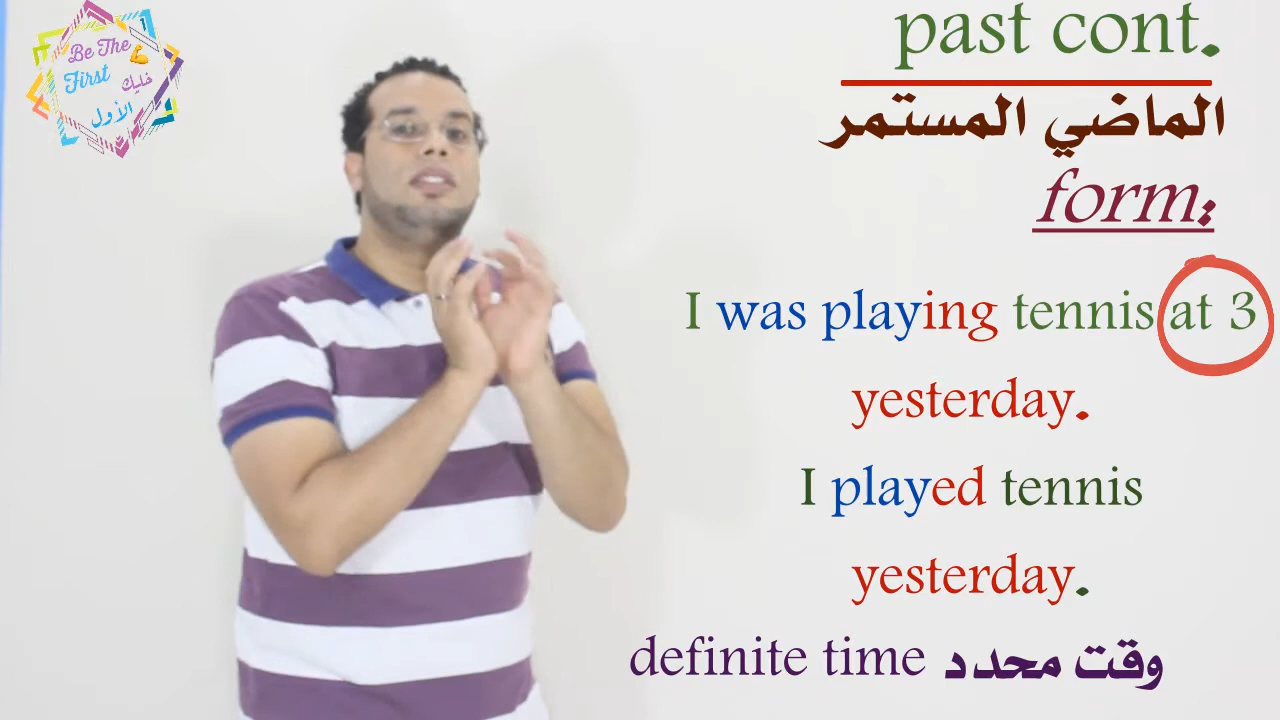 Be The
First خليك
الأول
past cont.
الماضي المستمر
form:
I was playing tennis at 3
yesterday.
I played tennis
yesterday.
definite time وقت محدد